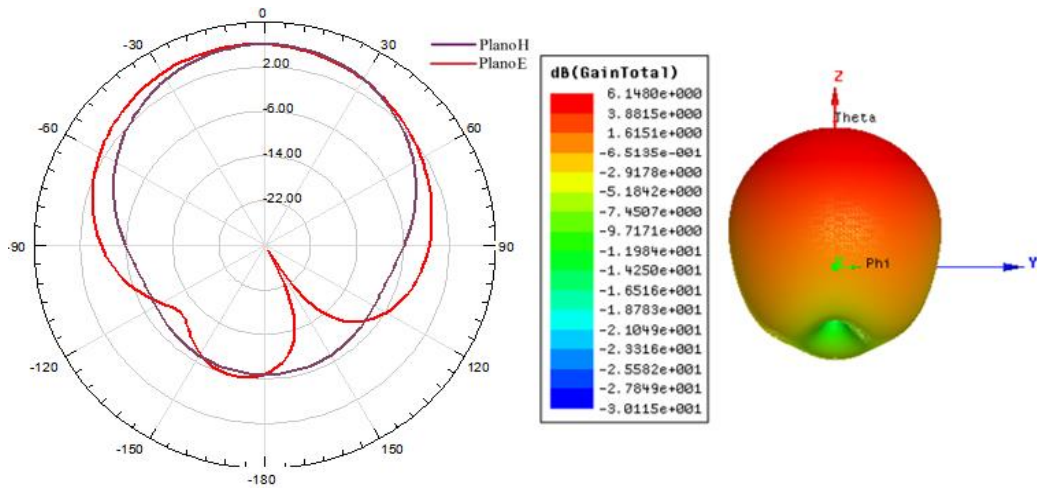 0
-30
30
PlanoH
PlanoE
2.00
-60
60
-6.00
-14.00
-22.00
-90
90
-120
120
-150
150
-180
dB(GainTotal)
6.1480e+000
3.8815e+000
1.6151e+000
-6.5135e-001
-2.9178e+000
-5.1842e+000
-7.4507e+000
-9.7171e+000
-1.1984e+001
-1.4250e+001
-1.6516e+001
-1.8783e+001
-2.1049e+001
-2.3316e+001
-2.5582e+001
-2.7849e+001
-3.0115e+001
Z
Theta
Phi
Y